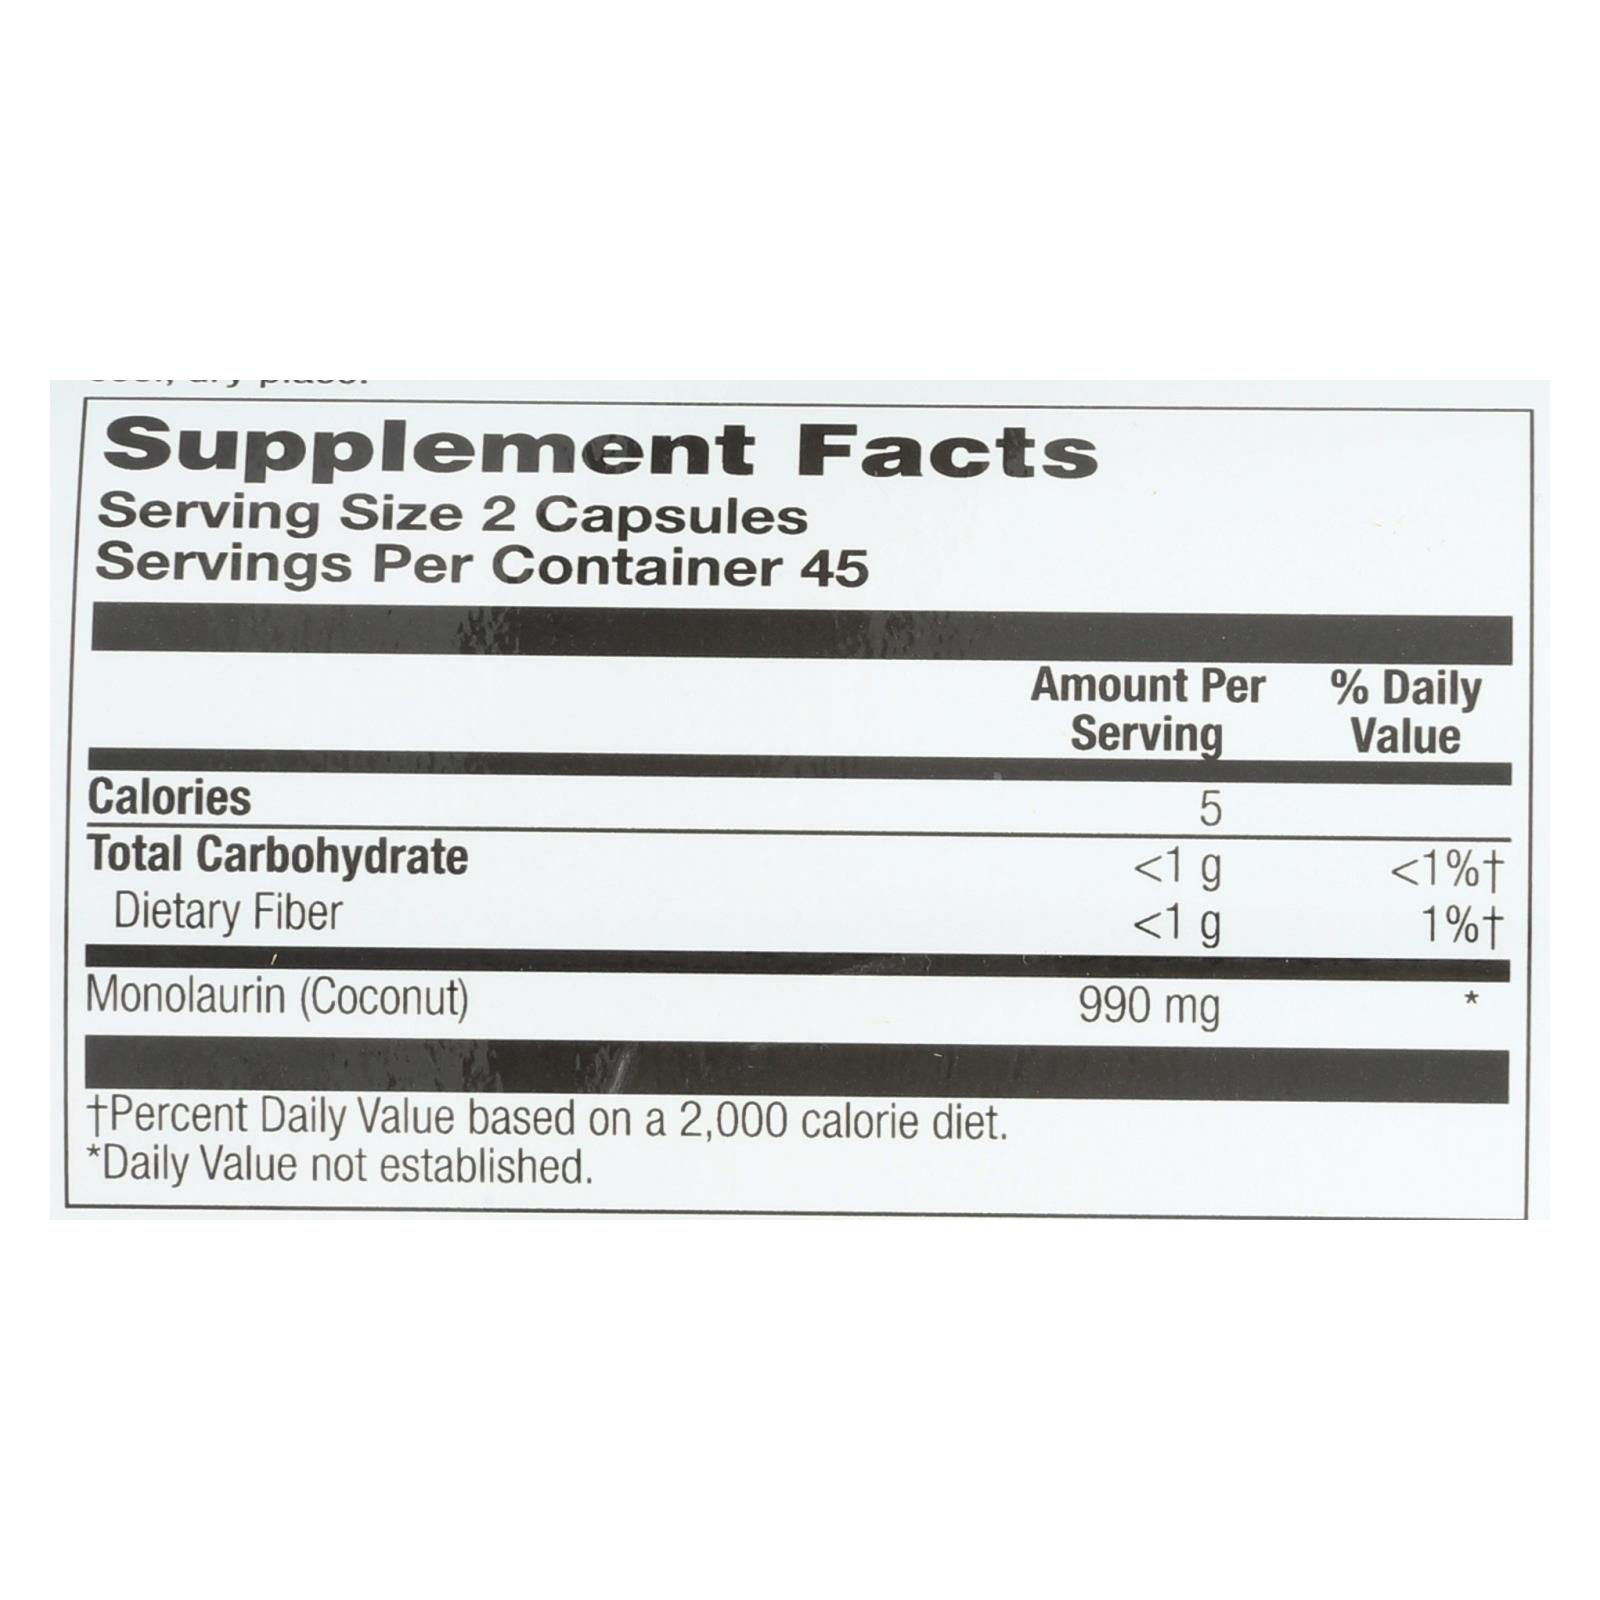 Supplement Facts
Serving Size 2 Capsules
Servings Per Container 45
Amount Per Serving % Daily Value
Calories 5
Total Carbohydrate <1 g <1%†
Dietary Fiber <1 g 1%†
Monolaurin (Coconut) 990 mg *
†Percent Daily Value based on a 2,000 calorie diet.
*Daily Value not established.